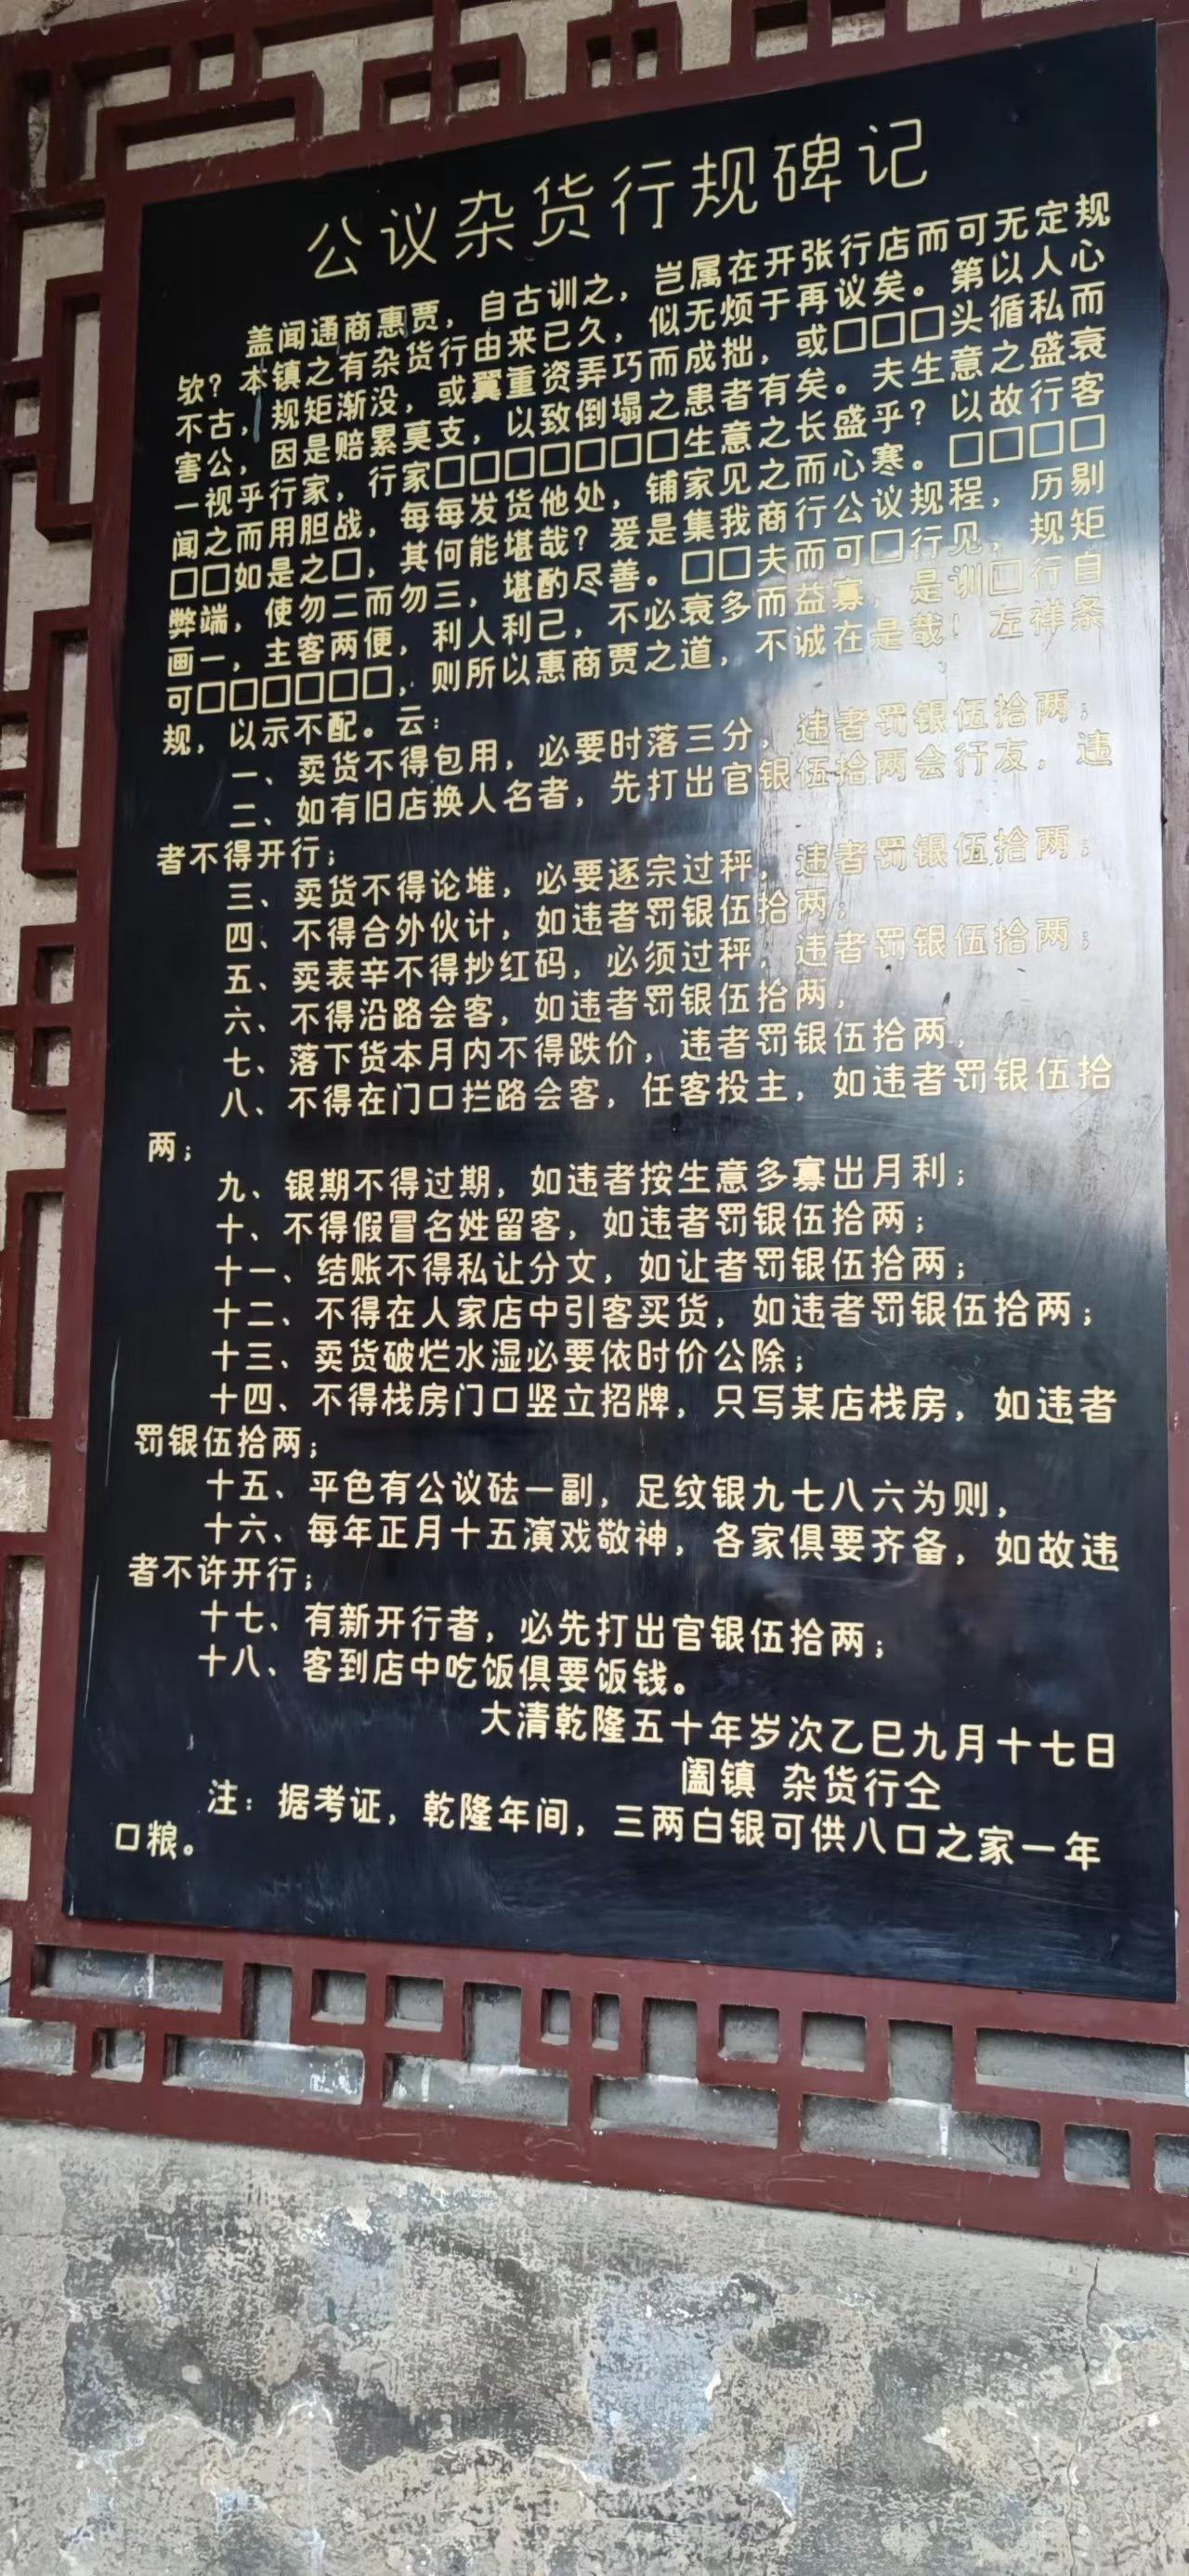 公议杂货行规碑记
盖闻通商惠贾，自古训之，岂属在开张行店而可无定规
欤？本镇之有杂货行由来已久，似无烦于再议矣。第以人心
不古，规矩渐没，或翼重资弄巧而成拙，或□□□头循私而
害公，因是赔累莫支，以致倒塌之患者有矣。夫生意之盛衰
一视乎行家，行家□□□□□□□□生意之长盛乎？以故行客
闻之而用胆战，每每发货他处，铺家见之而心寒。□□□□
□□如是之□，其何能堪哉？爰是集我商行公议规程，历剔
弊端，使勿二而勿三，堪酌尽善。□□夫而可□行见，规矩
画一，主客两便，利人利己，不必衰多而益寡，是训□行自
可□□□□□□，则所以惠商贾之道，不诚在是哉！左祥条
规，以示不配。云：
一、卖货不得包用，必要时落三分，违者罚银伍拾两；
二、如有旧店换人名者，先打出官银伍拾两会行友，违
者不得开行；
三、卖货不得论堆，必要逐宗过秤，违者罚银伍拾两；
四、不得合外伙计，如违者罚银伍拾两；
五、卖表辛不得抄红码，必须过秤，违者罚银伍拾两；
六、不得沿路会客，如违者罚银伍拾两，
七、落下货本月内不得跌价，违者罚银伍拾两，
八、不得在门口拦路会客，任客投主，如违者罚银伍拾
两；
九、银期不得过期，如违者按生意多寡出月利；
十、不得假冒名姓留客，如违者罚银伍拾两；
十一、结账不得私让分文，如让者罚银伍拾两；
十二、不得在人家店中引客买货，如违者罚银伍拾两；
十三、卖货破烂水湿必要依时价公除；
十四、不得栈房门口竖立招牌，只写某店栈房，如违者
罚银伍拾两；
十五、平色有公议砝一副，足纹银九七八六为则，
十六、每年正月十五演戏敬神，各家俱要齐备，如故违
者不许开行；
十七、有新开行者，必先打出官银伍拾两；
十八、客到店中吃饭俱要饭钱。
大清乾隆五十年岁次乙巳九月十七日
阖镇 杂货行仝
注：据考证，乾隆年间，三两白银可供八口之家一年
口粮。